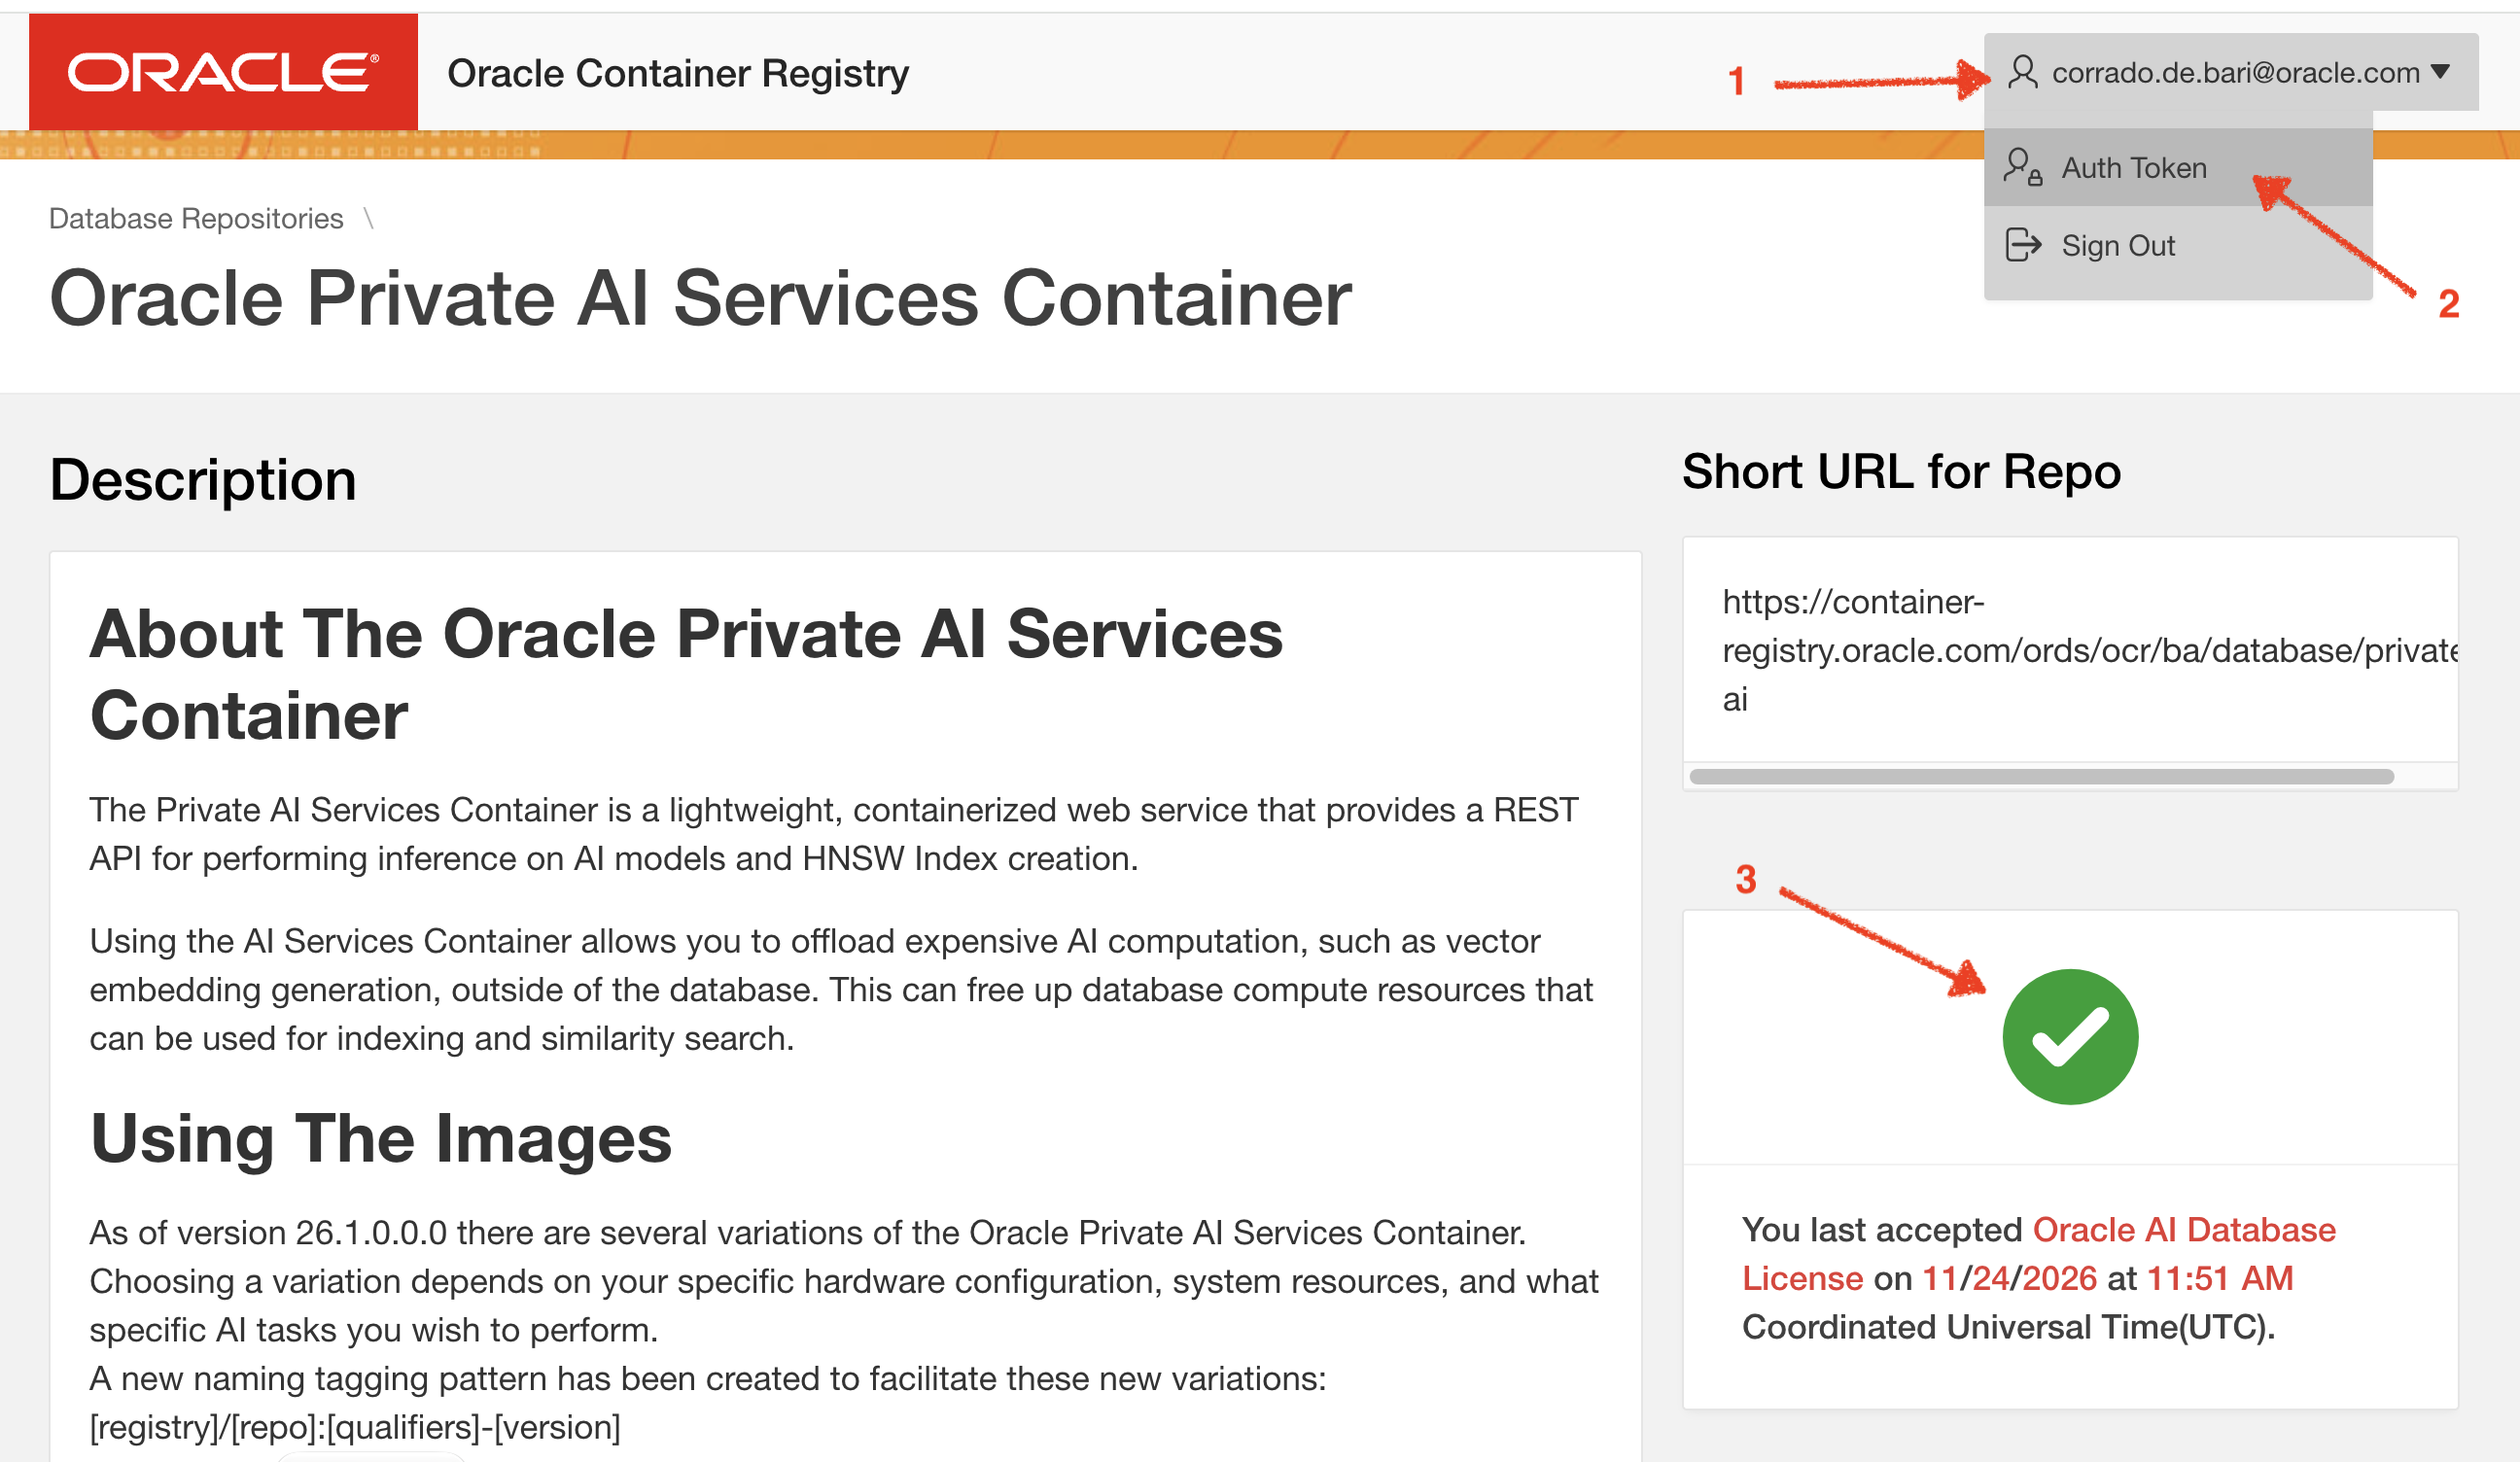 ORACLE®
Oracle Container Registry
1
corrado.de.bari@oracle.com
Auth Token
Sign Out
2
Database Repositories \
Oracle Private AI Services Container
Description
About The Oracle Private AI Services
Container
The Private AI Services Container is a lightweight, containerized web service that provides a REST
API for performing inference on AI models and HNSW Index creation.
Using the AI Services Container allows you to offload expensive AI computation, such as vector
embedding generation, outside of the database. This can free up database compute resources that
can be used for indexing and similarity search.
Using The Images
As of version 26.1.0.0.0 there are several variations of the Oracle Private AI Services Container.
Choosing a variation depends on your specific hardware configuration, system resources, and what
specific AI tasks you wish to perform.
A new naming tagging pattern has been created to facilitate these new variations:
[registry]/[repo]:[qualifiers]-[version]
Short URL for Repo
https://container-
registry.oracle.com/ords/ocr/ba/database/private
ai
3
You last accepted Oracle AI Database
License on 11/24/2026 at 11:51 AM
Coordinated Universal Time(UTC).